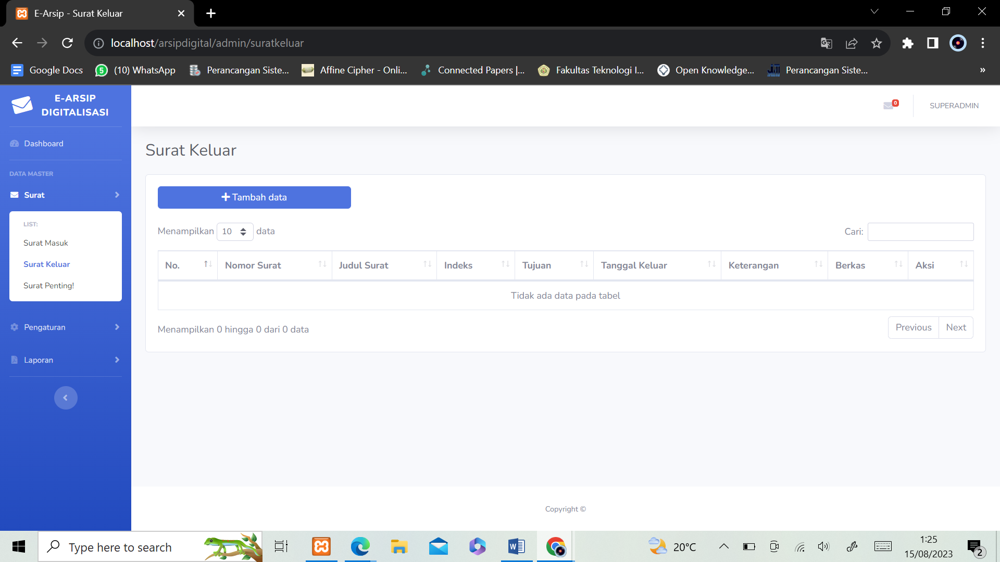 E-Arsip - Surat Keluar
localhost/arsipdigital/admin/suratkeluar
Google Docs
5
(10) WhatsApp
Perancangan Siste...
Affine Cipher - Onli...
Connected Papers |...
Fakultas Teknologi I...
Open Knowledge...
Perancangan Siste...
»
E-ARSIP
DIGITALISASI
0
SUPERADMIN
Dashboard
DATA MASTER
Surat
LIST:
Surat Masuk
Surat Keluar
Surat Penting!
Pengaturan
Laporan
Surat Keluar
Tambah data
Menampilkan 10 data
Cari:
No. Nomor Surat Judul Surat Indeks Tujuan Tanggal Keluar Keterangan Berkas Aksi
Tidak ada data pada tabel
Menampilkan 0 hingga 0 dari 0 data
Previous Next
Copyright ©
Type here to search
20°C
1:25
15/08/2023
2